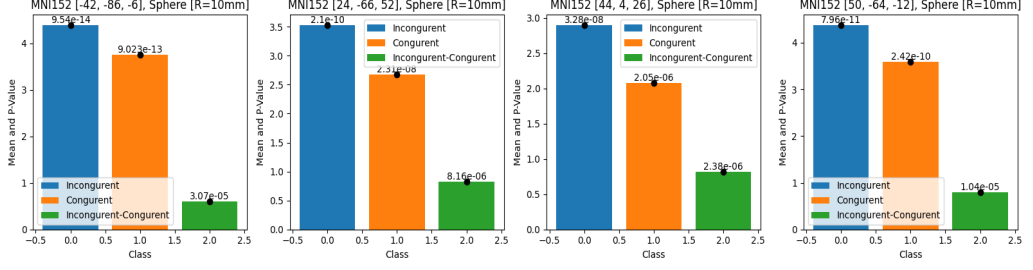 MNI152 [-42, -86, -6], Sphere [R=10mm]
9.54e-14
9.023e-13
3.07e-05
Mean and P-Value
4
3
2
1
0
Incongurent
Congurent
Incongurent-Congurent
−0.5 0.0 0.5 1.0 1.5 2.0 2.5
Class
MNI152 [24, -66, 52], Sphere [R=10mm]
2.1e-10
2.31e-08
8.16e-06
Mean and P-Value
3.5
3.0
2.5
2.0
1.5
1.0
0.5
0.0
Incongurent
Congurent
Incongurent-Congurent
−0.5 0.0 0.5 1.0 1.5 2.0 2.5
Class
MNI152 [44, 4, 26], Sphere [R=10mm]
3.28e-08
2.05e-06
2.38e-06
Mean and P-Value
3.0
2.5
2.0
1.5
1.0
0.5
0.0
Incongurent
Congurent
Incongurent-Congurent
−0.5 0.0 0.5 1.0 1.5 2.0 2.5
Class
MNI152 [50, -64, -12], Sphere [R=10mm]
7.96e-11
2.42e-10
1.04e-05
Mean and P-Value
4
3
2
1
0
Incongurent
Congurent
Incongurent-Congurent
−0.5 0.0 0.5 1.0 1.5 2.0 2.5
Class